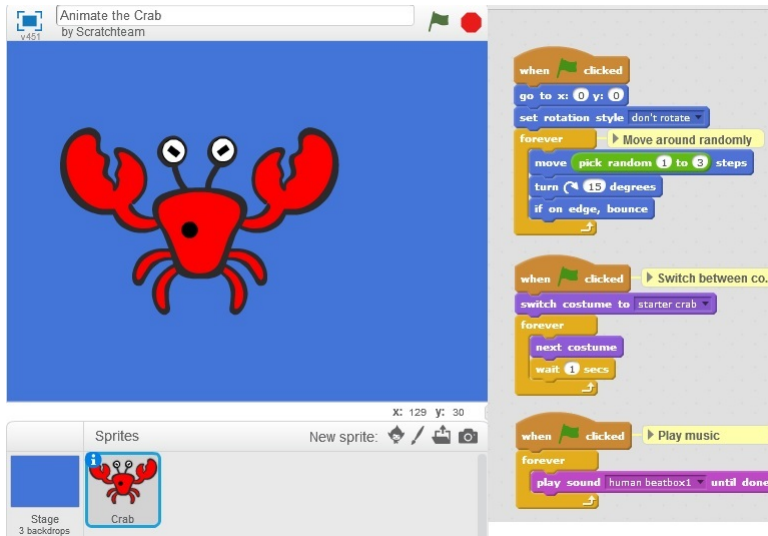 Animate the Crab
by Scratchteam
v451
when clicked
go to x: 0 y: 0
set rotation style don't rotate
forever
Move around randomly
move pick random 1 to 3 steps
turn 15 degrees
if on edge, bounce
when clicked
Switch between co.
switch costume to starter crab
forever
next costume
wait 1 secs
when clicked
Play music
forever
play sound human beatbox1 until done
X: 129 y: 30
Sprites
New sprite:
Stage
3 backdrops
Crab